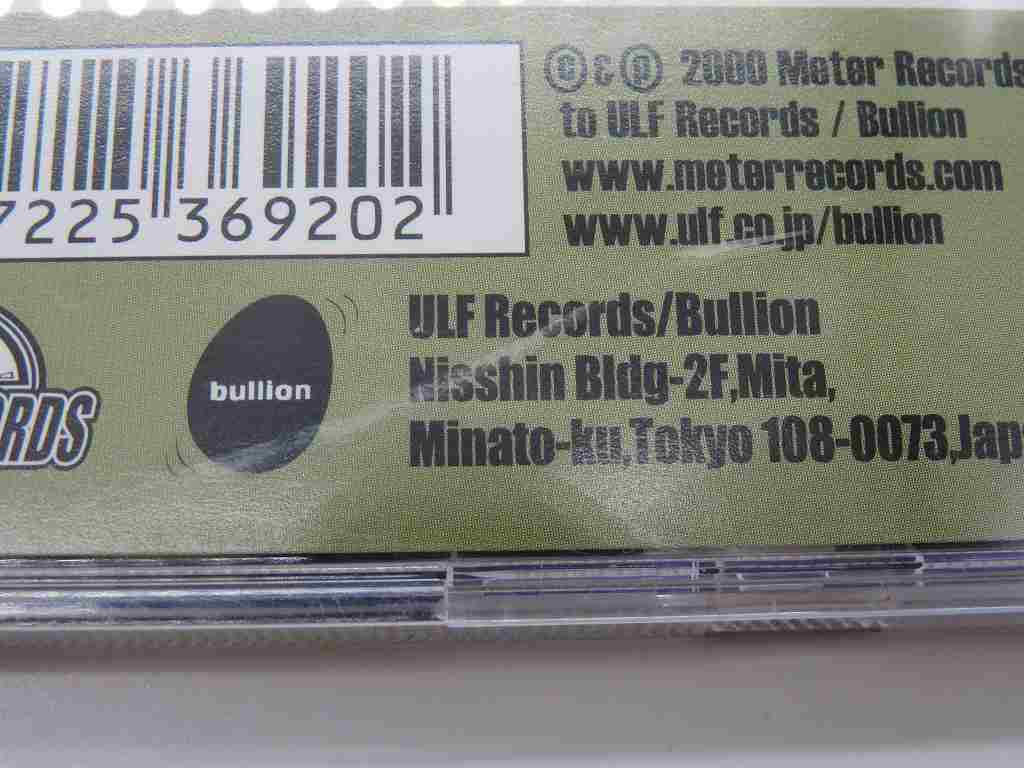 © & ℗ 2000 Meter Records
to ULF Records / Bullion
www.meterrecords.com
www.ulf.co.jp/bullion
7225 369202
ULF Records/Bullion
Nisshin Bldg-2F,Mita,
Minato-ku,Tokyo 108-0073,Jap
bullion
RDS